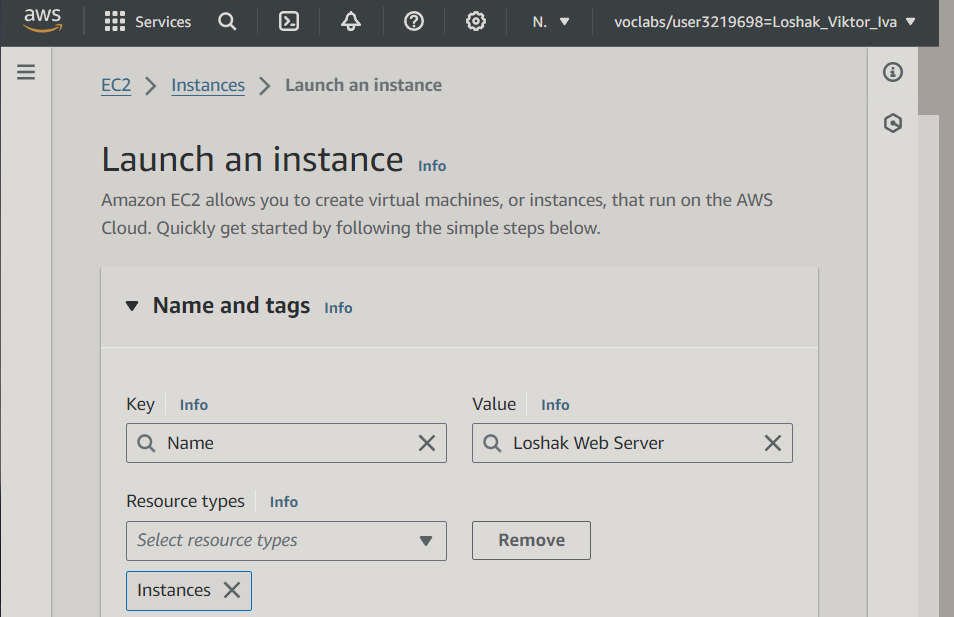 aws Services N. voclabs/user3219698=Loshak_Viktor_Iva
EC2 Instances Launch an instance
Launch an instance Info
Amazon EC2 allows you to create virtual machines, or instances, that run on the AWS
Cloud. Quickly get started by following the simple steps below.
Name and tags Info
Key Info Value Info
Name Loshak Web Server
Resource types Info
Select resource types Remove
Instances